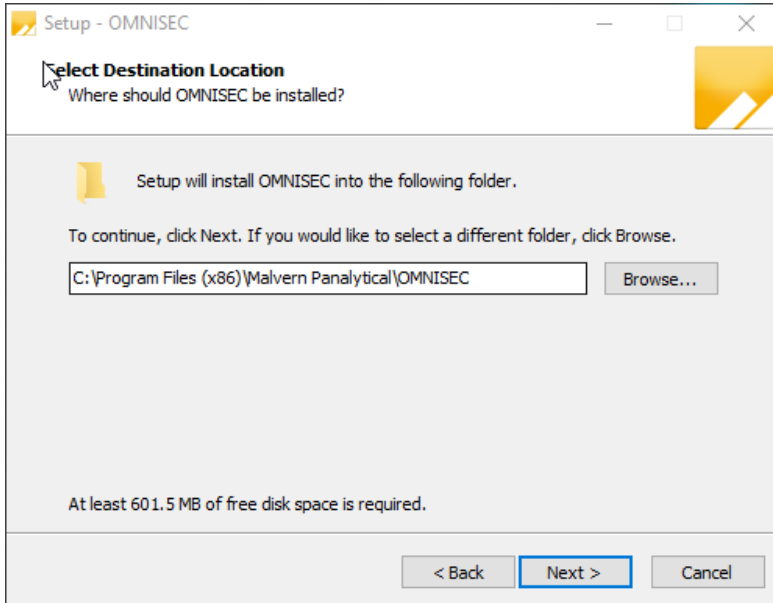 Setup - OMNISEC
Select Destination Location
Where should OMNISEC be installed?
Setup will install OMNISEC into the following folder.
To continue, click Next. If you would like to select a different folder, click Browse.
C:\Program Files (x86)\Malvern Panalytical\OMNISEC
Browse...
At least 601.5 MB of free disk space is required.
< Back
Next >
Cancel